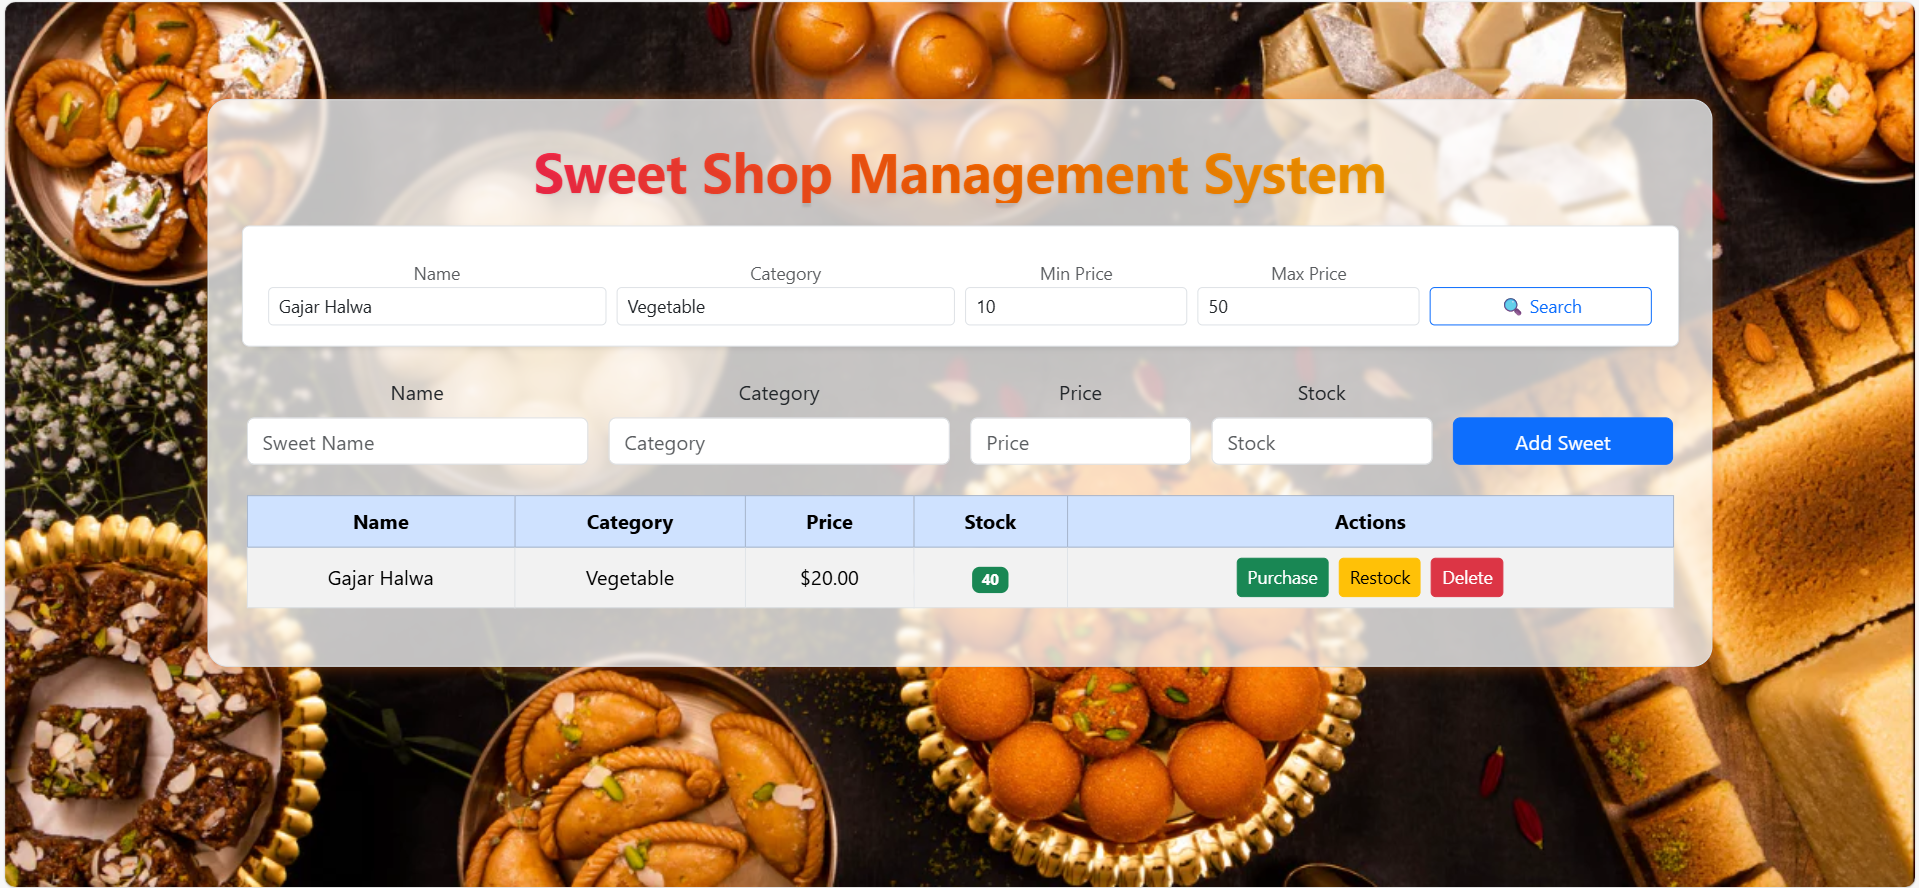 Sweet Shop Management System
Name Category Min Price Max Price
Gajar Halwa Vegetable 10 50 🔍 Search
Name Category Price Stock
Sweet Name Category Price Stock Add Sweet
Name Category Price Stock Actions
Gajar Halwa Vegetable $20.00 40 Purchase Restock Delete